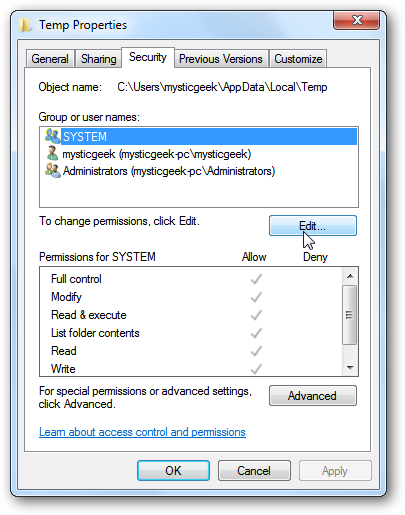 Temp Properties
General Sharing Security Previous Versions Customize
Object name: C:\Users\mysticgeek\AppData\Local\Temp
Group or user names:
SYSTEM
mysticgeek (mysticgeek-pc\mysticgeek)
Administrators (mysticgeek-pc\Administrators)
To change permissions, click Edit.
Edit...
Permissions for SYSTEM Allow Deny
Full control
Modify
Read & execute
List folder contents
Read
Write
For special permissions or advanced settings,
click Advanced.
Advanced
Learn about access control and permissions
OK Cancel Apply